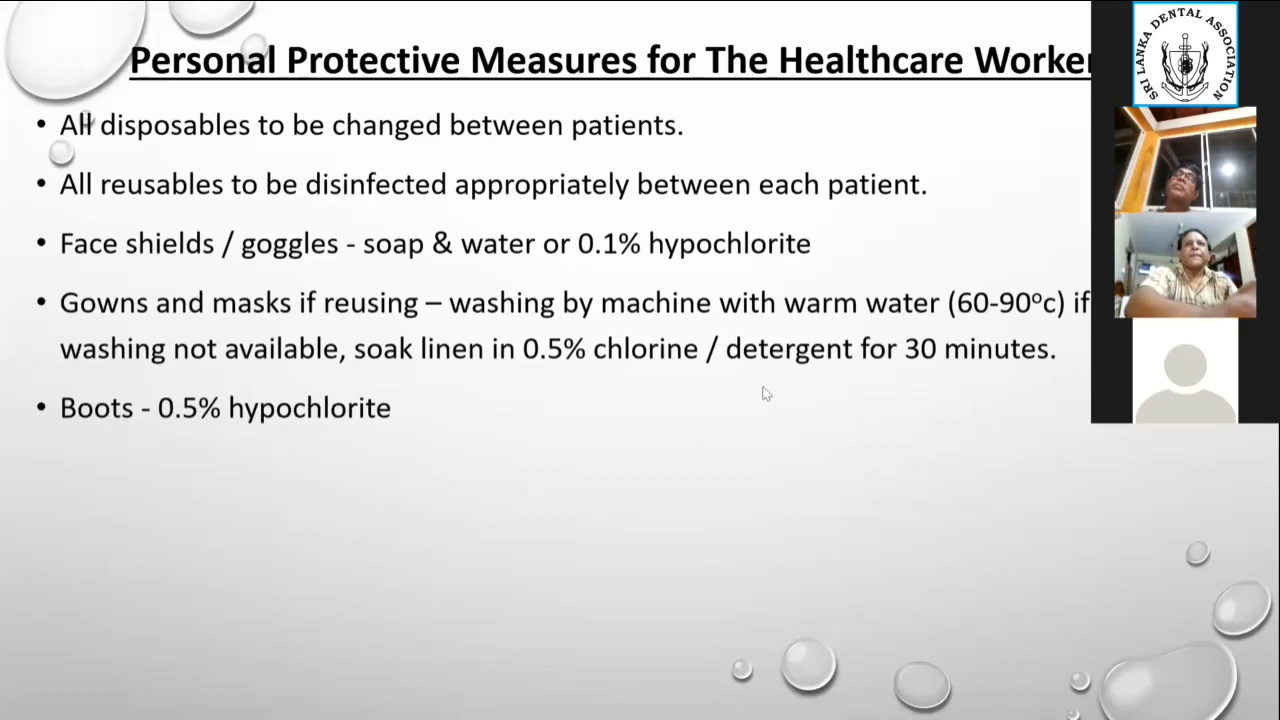 Personal Protective Measures for The Healthcare Worker
• All disposables to be changed between patients.
• All reusables to be disinfected appropriately between each patient.
• Face shields / goggles - soap & water or 0.1% hypochlorite
• Gowns and masks if reusing – washing by machine with warm water (60-90ᵒc) if
washing not available, soak linen in 0.5% chlorine / detergent for 30 minutes.
• Boots - 0.5% hypochlorite
SRI LANKA DENTAL ASSOCIATION